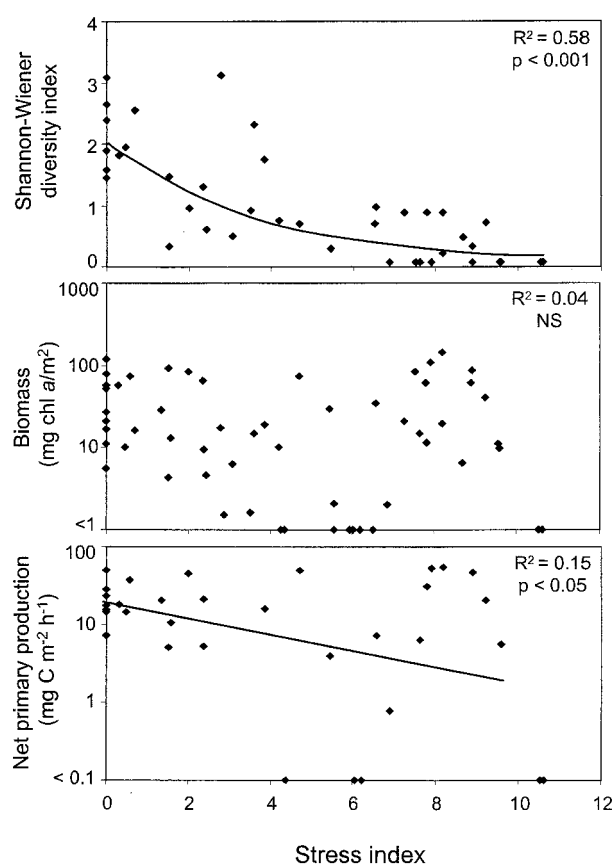 4
3
2
1
0
Shannon-Wiener
diversity index
R² = 0.58
p < 0.001
1000
100
10
<1
Biomass
(mg chl a/m²)
R² = 0.04
NS
100
10
1
< 0.1
Net primary production
(mg C m⁻² h⁻¹)
R² = 0.15
p < 0.05
0 2 4 6 8 10 12
Stress index